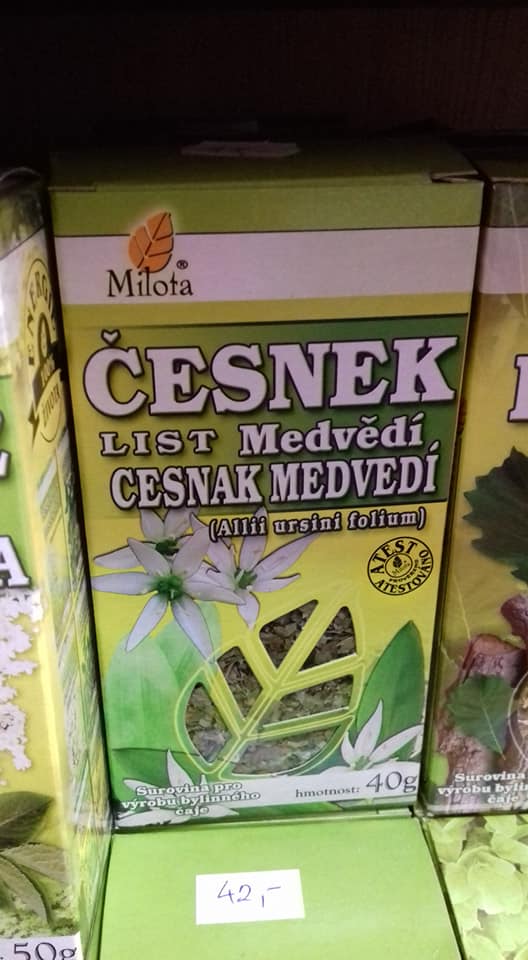 Milota®
ČESNEK
LIST Medvědí
CESNAK MEDVEDÍ
(Allii ursini folium)
ATEST
ATESTOVÁNO
Surovina pro
výrobu bylinného
čaje
hmotnost: 40g
42,-
50g
Surovina
výrobu bylin
čaje